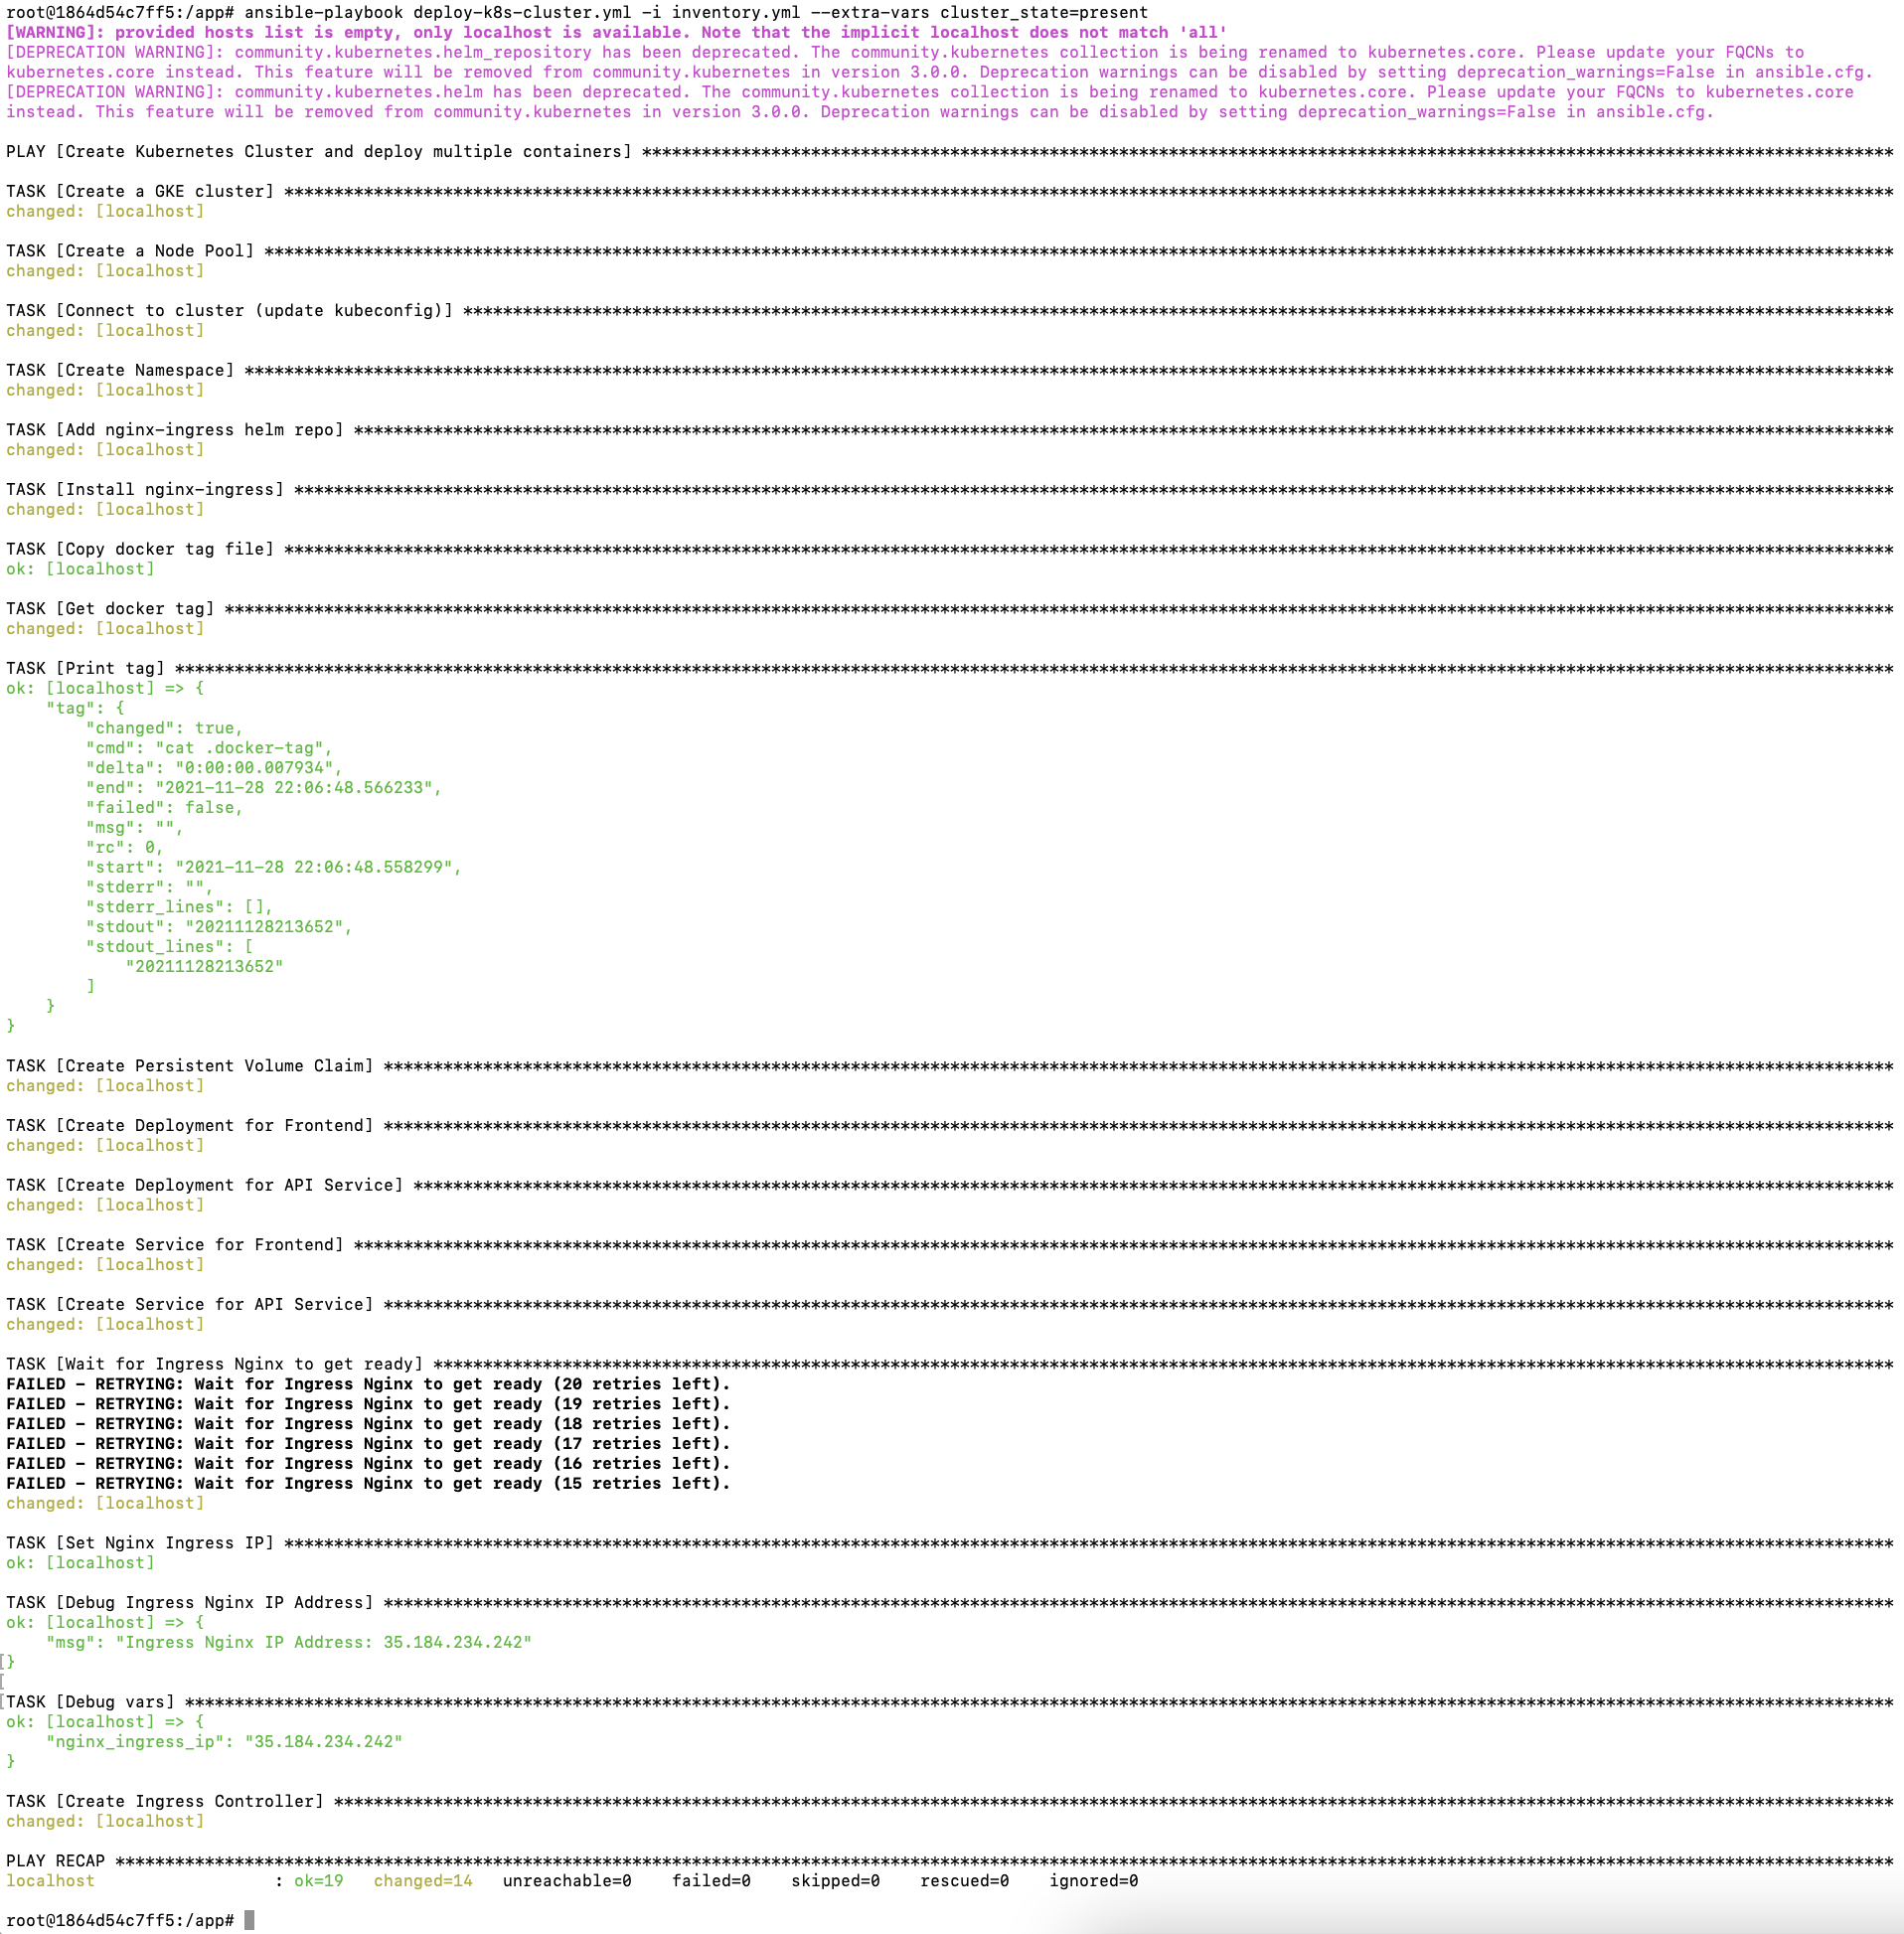 root@1864d54c7ff5:/app# ansible-playbook deploy-k8s-cluster.yml -i inventory.yml --extra-vars cluster_state=present
[WARNING]: provided hosts list is empty, only localhost is available. Note that the implicit localhost does not match 'all'
[DEPRECATION WARNING]: community.kubernetes.helm_repository has been deprecated. The community.kubernetes collection is being renamed to kubernetes.core. Please update your FQCNs to
kubernetes.core instead. This feature will be removed from community.kubernetes in version 3.0.0. Deprecation warnings can be disabled by setting deprecation_warnings=False in ansible.cfg.
[DEPRECATION WARNING]: community.kubernetes.helm has been deprecated. The community.kubernetes collection is being renamed to kubernetes.core. Please update your FQCNs to kubernetes.core
instead. This feature will be removed from community.kubernetes in version 3.0.0. Deprecation warnings can be disabled by setting deprecation_warnings=False in ansible.cfg.
PLAY [Create Kubernetes Cluster and deploy multiple containers] ******************************************************************************************************************************
TASK [Create a GKE cluster] ******************************************************************************************************************************************************************
changed: [localhost]
TASK [Create a Node Pool] ********************************************************************************************************************************************************************
changed: [localhost]
TASK [Connect to cluster (update kubeconfig)] ************************************************************************************************************************************************
changed: [localhost]
TASK [Create Namespace] **********************************************************************************************************************************************************************
changed: [localhost]
TASK [Add nginx-ingress helm repo] ***********************************************************************************************************************************************************
changed: [localhost]
TASK [Install nginx-ingress] *****************************************************************************************************************************************************************
changed: [localhost]
TASK [Copy docker tag file] ******************************************************************************************************************************************************************
ok: [localhost]
TASK [Get docker tag] ************************************************************************************************************************************************************************
changed: [localhost]
TASK [Print tag] *****************************************************************************************************************************************************************************
ok: [localhost] => {
    "tag": {
        "changed": true,
        "cmd": "cat .docker-tag",
        "delta": "0:00:00.007934",
        "end": "2021-11-28 22:06:48.566233",
        "failed": false,
        "msg": "",
        "rc": 0,
        "start": "2021-11-28 22:06:48.558299",
        "stderr": "",
        "stderr_lines": [],
        "stdout": "20211128213652",
        "stdout_lines": [
            "20211128213652"
        ]
    }
}
TASK [Create Persistent Volume Claim] ********************************************************************************************************************************************************
changed: [localhost]
TASK [Create Deployment for Frontend] ********************************************************************************************************************************************************
changed: [localhost]
TASK [Create Deployment for API Service] *****************************************************************************************************************************************************
changed: [localhost]
TASK [Create Service for Frontend] ***********************************************************************************************************************************************************
changed: [localhost]
TASK [Create Service for API Service] ********************************************************************************************************************************************************
changed: [localhost]
TASK [Wait for Ingress Nginx to get ready] ***************************************************************************************************************************************************
FAILED - RETRYING: Wait for Ingress Nginx to get ready (20 retries left).
FAILED - RETRYING: Wait for Ingress Nginx to get ready (19 retries left).
FAILED - RETRYING: Wait for Ingress Nginx to get ready (18 retries left).
FAILED - RETRYING: Wait for Ingress Nginx to get ready (17 retries left).
FAILED - RETRYING: Wait for Ingress Nginx to get ready (16 retries left).
FAILED - RETRYING: Wait for Ingress Nginx to get ready (15 retries left).
changed: [localhost]
TASK [Set Nginx Ingress IP] ******************************************************************************************************************************************************************
ok: [localhost]
TASK [Debug Ingress Nginx IP Address] ********************************************************************************************************************************************************
ok: [localhost] => {
    "msg": "Ingress Nginx IP Address: 35.184.234.242"
[}
[
[TASK [Debug vars] ****************************************************************************************************************************************************************************
ok: [localhost] => {
    "nginx_ingress_ip": "35.184.234.242"
}
TASK [Create Ingress Controller] *************************************************************************************************************************************************************
changed: [localhost]
PLAY RECAP ***********************************************************************************************************************************************************************************
localhost                  : ok=19   changed=14   unreachable=0    failed=0    skipped=0    rescued=0    ignored=0
root@1864d54c7ff5:/app#